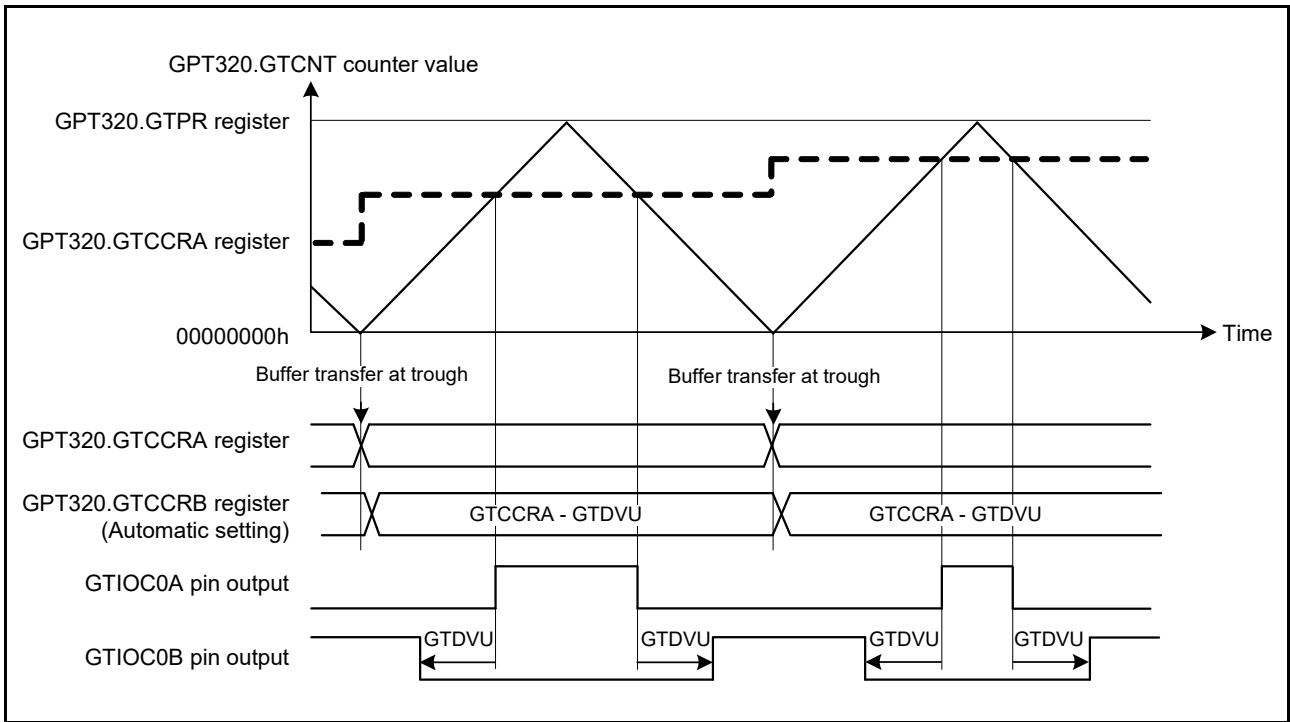 GPT320.GTCNT counter value
GPT320.GTPR register
GPT320.GTCCRA register
00000000h
Time
Buffer transfer at trough
Buffer transfer at trough
GPT320.GTCCRA register
GPT320.GTCCRB register
(Automatic setting)
GTCCRA - GTDVU
GTCCRA - GTDVU
GTIOC0A pin output
GTIOC0B pin output
GTDVU
GTDVU
GTDVU
GTDVU